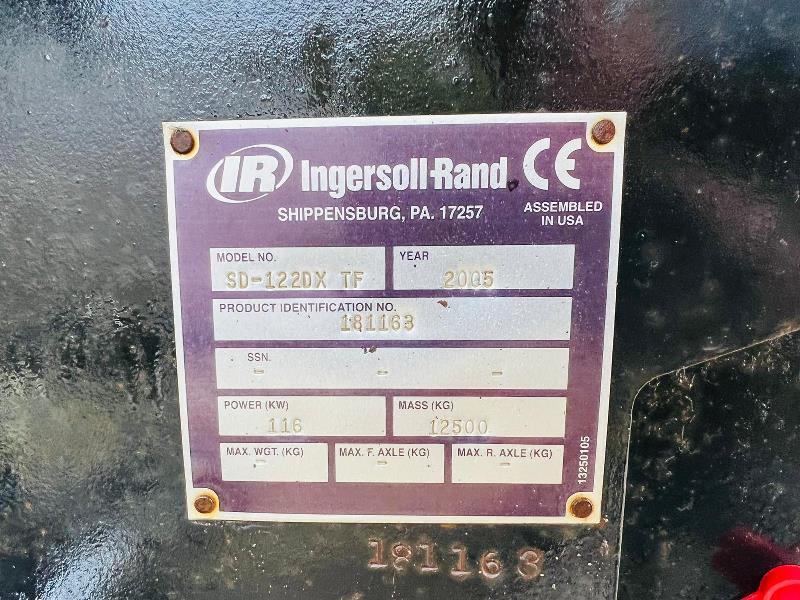 IR Ingersoll-Rand CE
SHIPPENSBURG, PA. 17257
ASSEMBLED
IN USA
MODEL NO.
SD-122DX TF
YEAR
2005
PRODUCT IDENTIFICATION NO.
181163
SSN.
- - -
POWER (KW)
116
MASS (KG)
12500
MAX. WGT. (KG)
-
MAX. F. AXLE (KG)
-
MAX. R. AXLE (KG)
-
13250105
181163